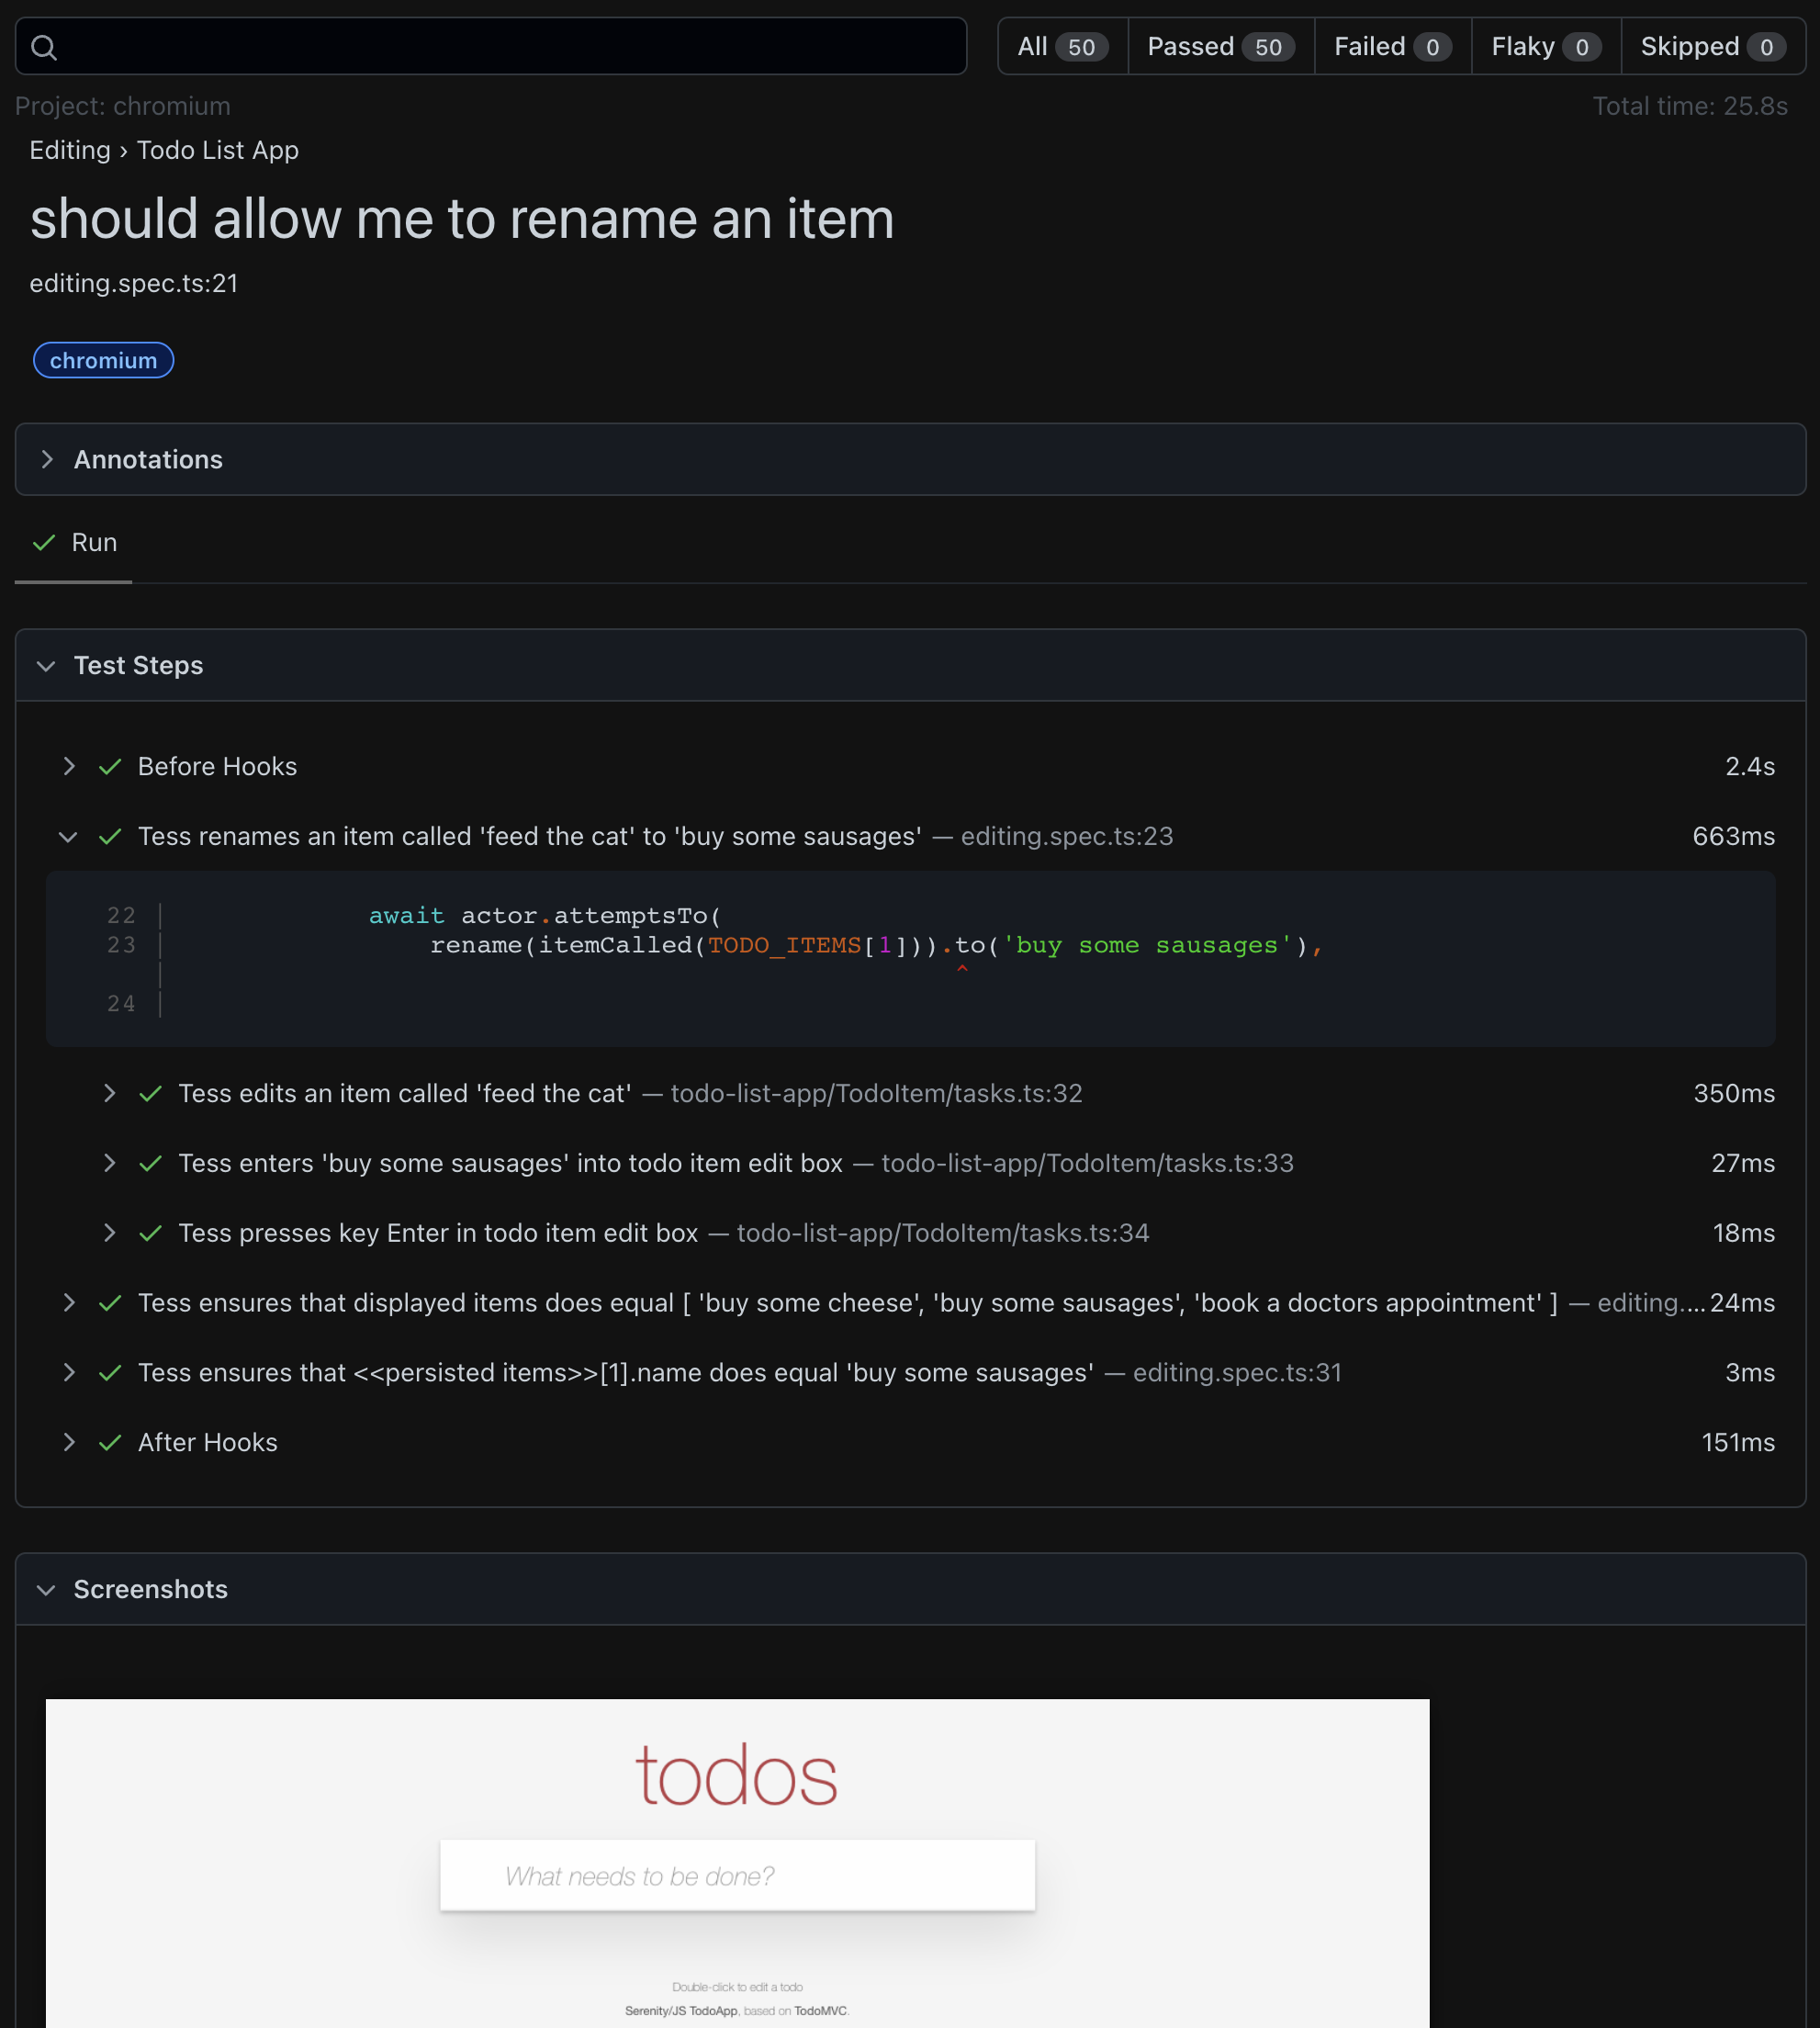 All 50 Passed 50 Failed 0 Flaky 0 Skipped 0
Project: chromium Total time: 25.8s
Editing › Todo List App
should allow me to rename an item
editing.spec.ts:21
chromium
Annotations
Run
Test Steps
Before Hooks 2.4s
Tess renames an item called 'feed the cat' to 'buy some sausages' — editing.spec.ts:23 663ms
22 | await actor.attemptsTo(
23 | rename(itemCalled(TODO_ITEMS[1])).to('buy some sausages'),
| ^
24 |
Tess edits an item called 'feed the cat' — todo-list-app/TodoItem/tasks.ts:32 350ms
Tess enters 'buy some sausages' into todo item edit box — todo-list-app/TodoItem/tasks.ts:33 27ms
Tess presses key Enter in todo item edit box — todo-list-app/TodoItem/tasks.ts:34 18ms
Tess ensures that displayed items does equal [ 'buy some cheese', 'buy some sausages', 'book a doctors appointment' ] — editing.... 24ms
Tess ensures that <<persisted items>>[1].name does equal 'buy some sausages' — editing.spec.ts:31 3ms
After Hooks 151ms
Screenshots
todos
What needs to be done?
Double-click to edit a todo
Serenity/JS TodoApp, based on TodoMVC.